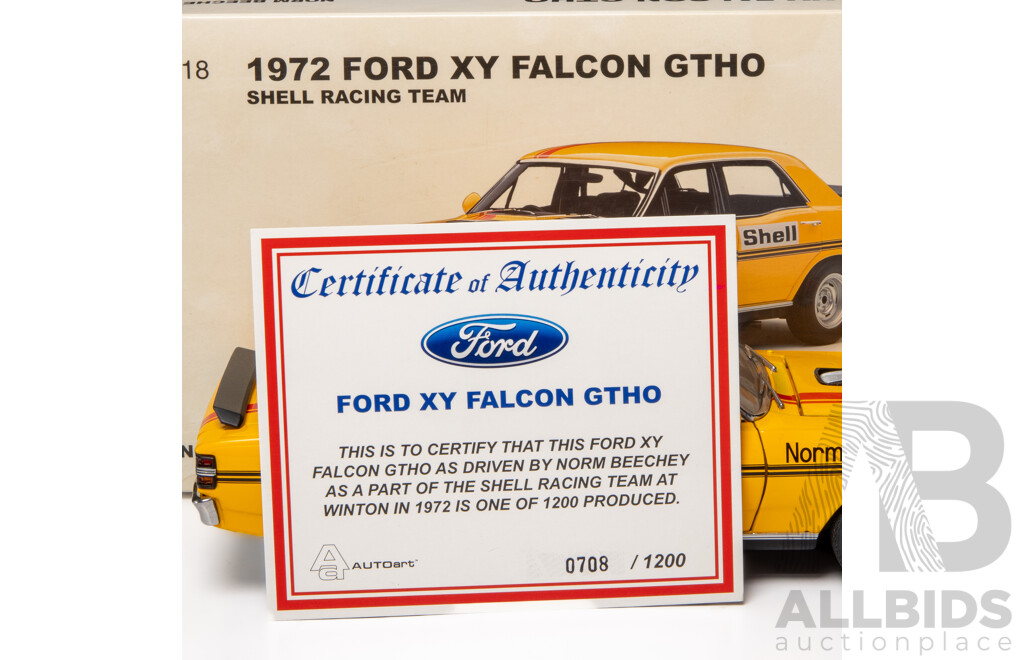 18
1972 FORD XY FALCON GTHO
SHELL RACING TEAM
Shell
Certificate of Authenticity
Ford
FORD XY FALCON GTHO
THIS IS TO CERTIFY THAT THIS FORD XY
FALCON GTHO AS DRIVEN BY NORM BEECHEY
AS A PART OF THE SHELL RACING TEAM AT
WINTON IN 1972 IS ONE OF 1200 PRODUCED.
AUTOart
0708 / 1200
Norm
AB
ALLBIDS
auctionplace